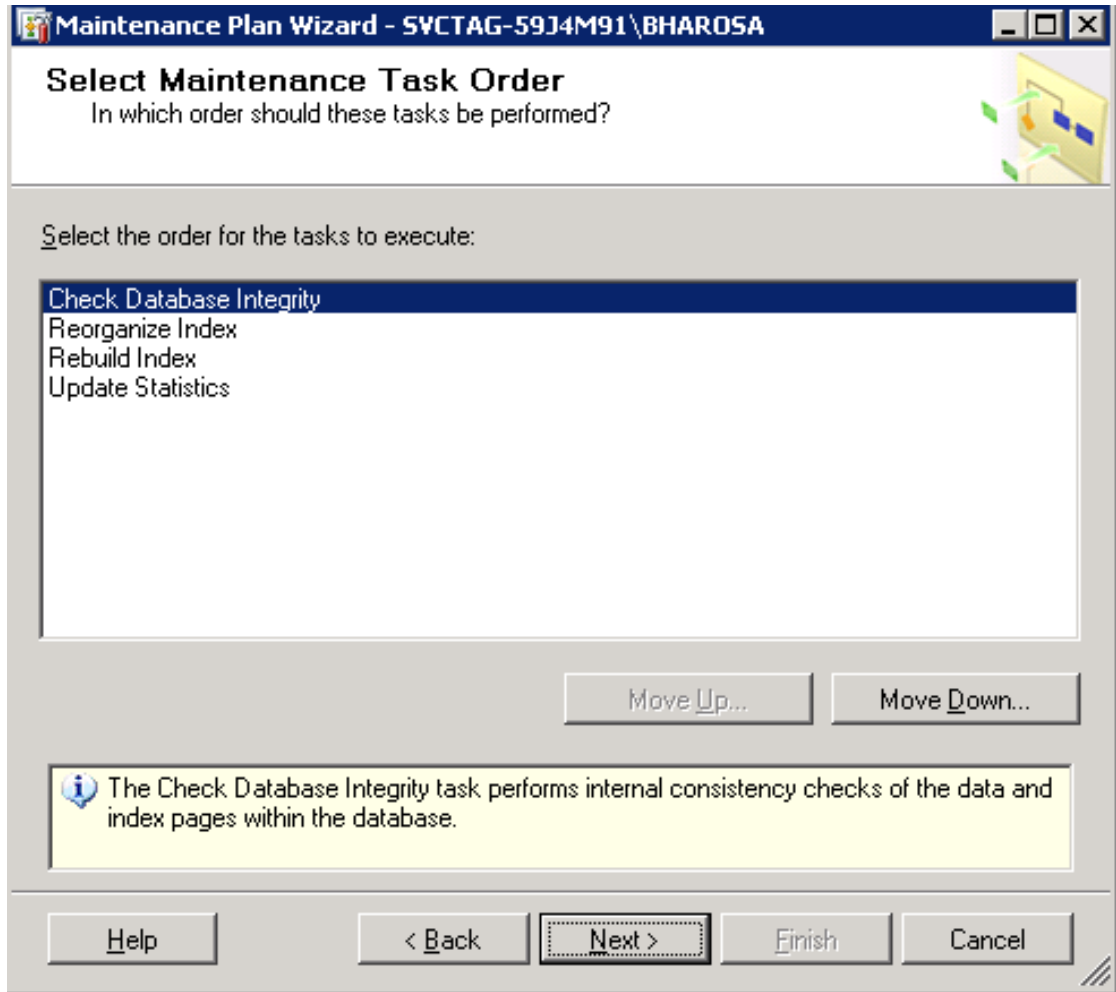 Maintenance Plan Wizard - SVCTAG-59J4M91\BHAROSA
Select Maintenance Task Order
In which order should these tasks be performed?
Select the order for the tasks to execute:
Check Database Integrity
Reorganize Index
Rebuild Index
Update Statistics
Move Up...
Move Down...
The Check Database Integrity task performs internal consistency checks of the data and
index pages within the database.
Help
< Back
Next >
Finish
Cancel